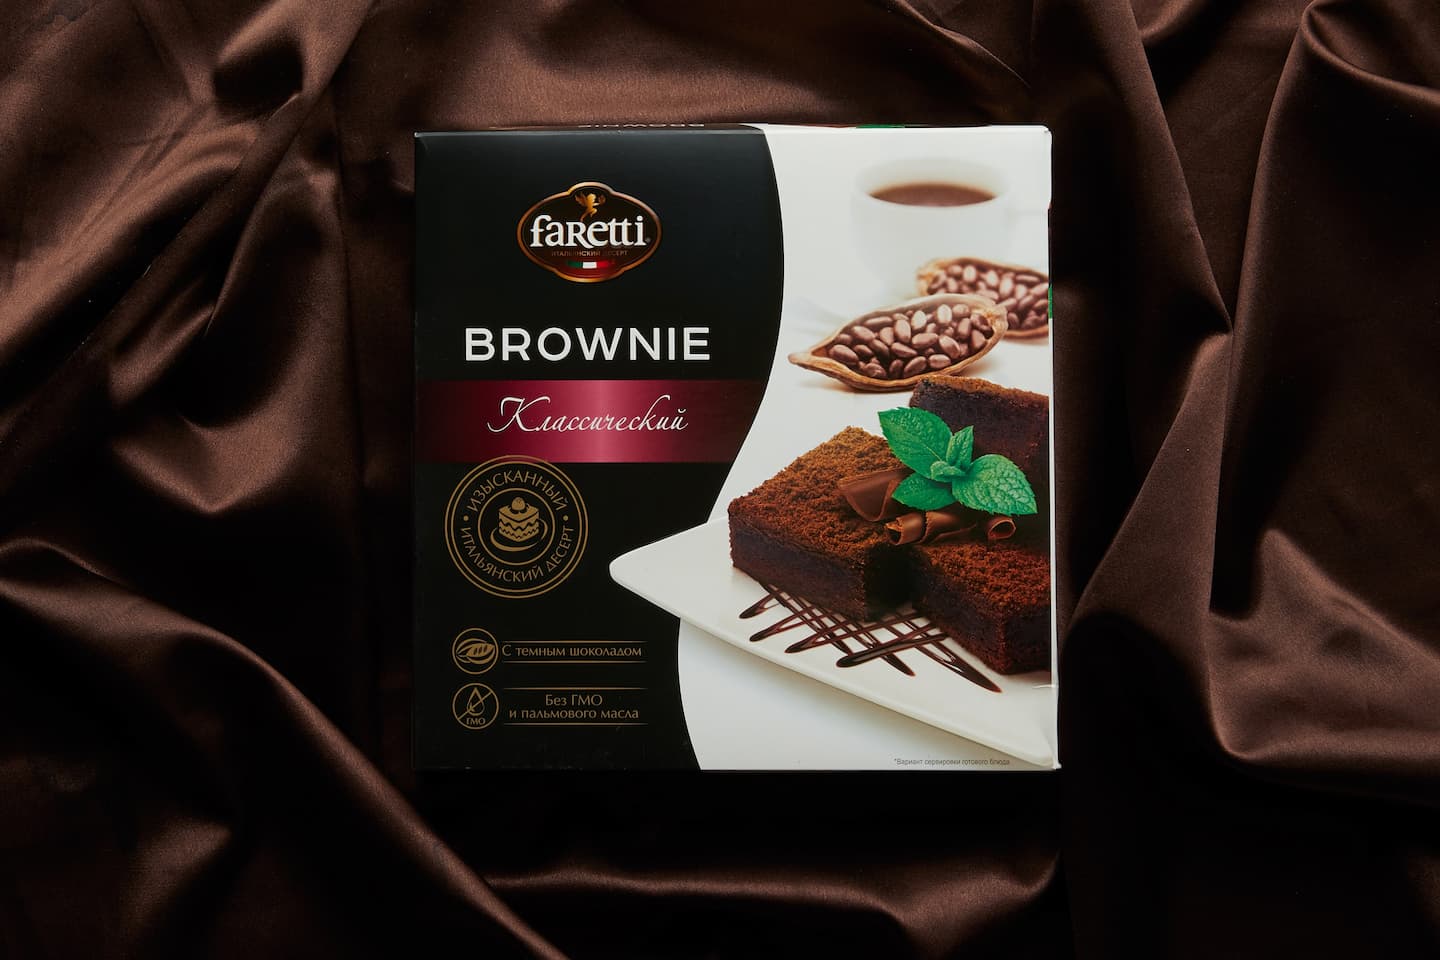 BROWNIE
faRetti
ИТАЛЬЯНСКИЙ ДЕСЕРТ
BROWNIE
Классический
ИЗЫСКАННЫЙ
ИТАЛЬЯНСКИЙ ДЕСЕРТ
С темным шоколадом
ГМО
Без ГМО
и пальмового масла
*Вариант сервировки готового блюда